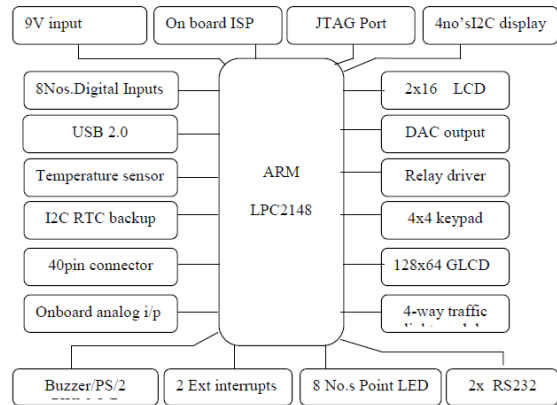 9V input
On board ISP
JTAG Port
4no'sI2C display
8Nos.Digital Inputs
2x16 LCD
USB 2.0
DAC output
Temperature sensor
ARM
Relay driver
I2C RTC backup
LPC2148
4x4 keypad
40pin connector
128x64 GLCD
Onboard analog i/p
4-way traffic
Buzzer/PS/2
2 Ext interrupts
8 No.s Point LED
2x RS232